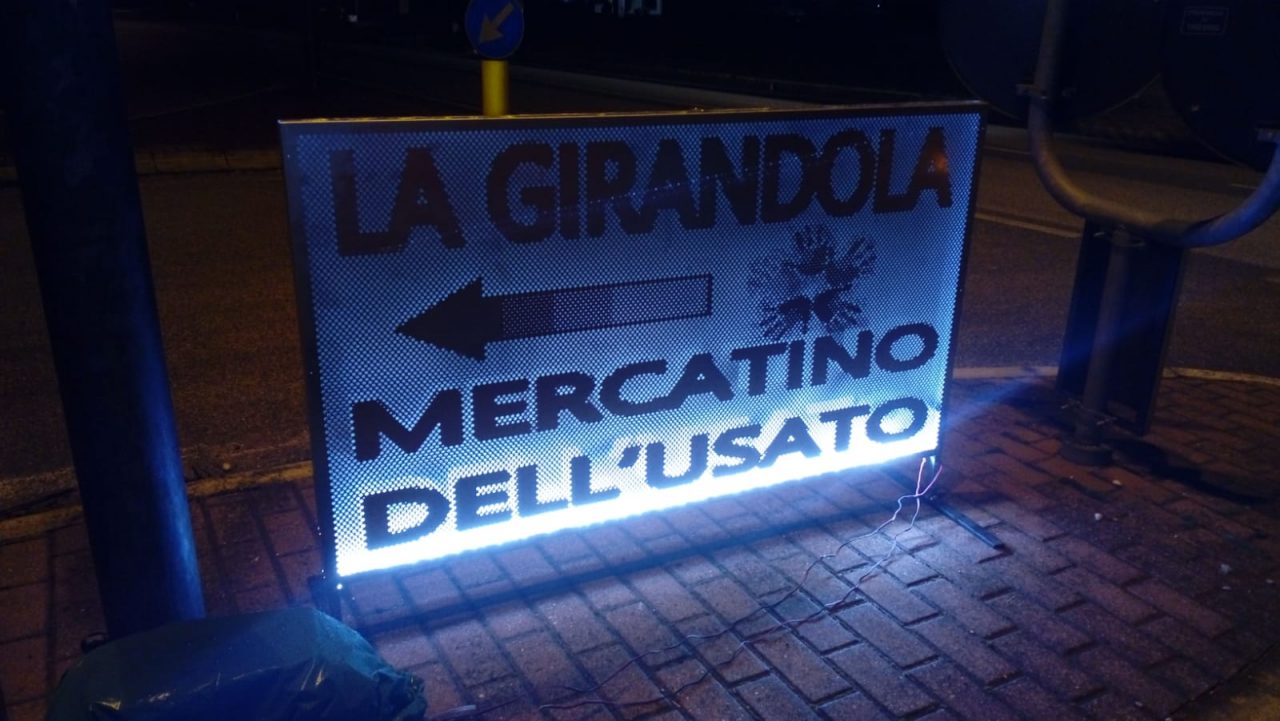 LA GIRANDOLA
MERCATINO
DELL'USATO